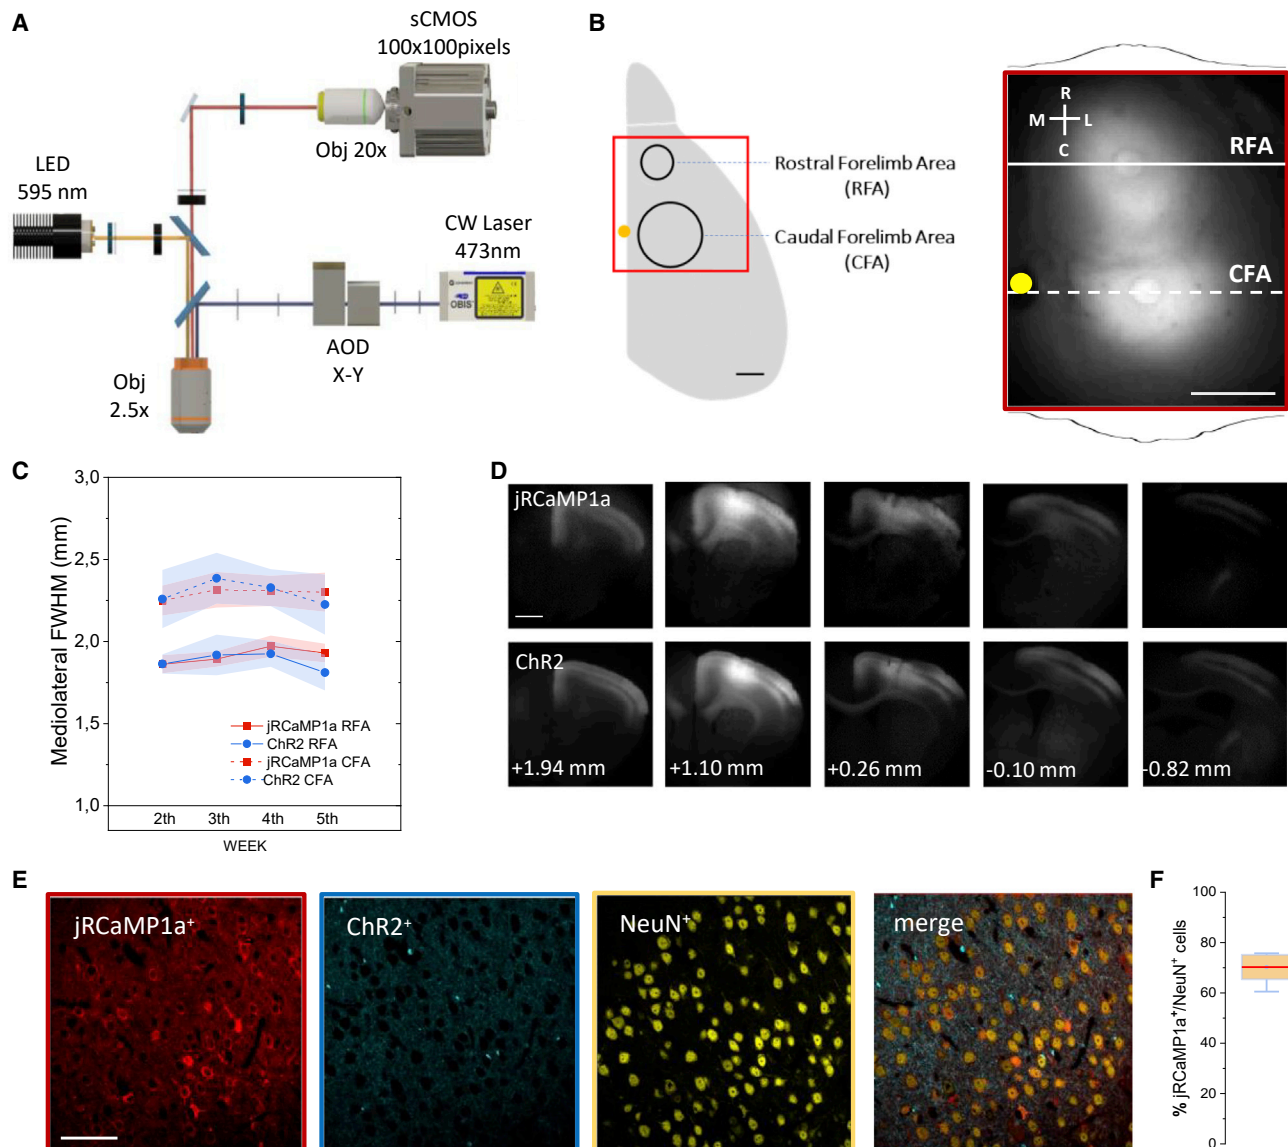 A
sCMOS
100x100pixels
Obj 20x
LED
595 nm
CW Laser
473nm
OBIS
AOD
X-Y
Obj
2.5x
B
Rostral Forelimb Area
(RFA)
Caudal Forelimb Area
(CFA)
R
M L
C
RFA
CFA
C
Mediolateral FWHM (mm)
3,0
2,5
2,0
1,5
1,0
jRCaMP1a RFA
ChR2 RFA
jRCaMP1a CFA
ChR2 CFA
2th 3th 4th 5th
WEEK
D
jRCaMP1a
ChR2
+1.94 mm +1.10 mm +0.26 mm -0.10 mm -0.82 mm
E
jRCaMP1a⁺
ChR2⁺
NeuN⁺
merge
F
% jRCaMP1a⁺/NeuN⁺ cells
100
80
60
40
20
0